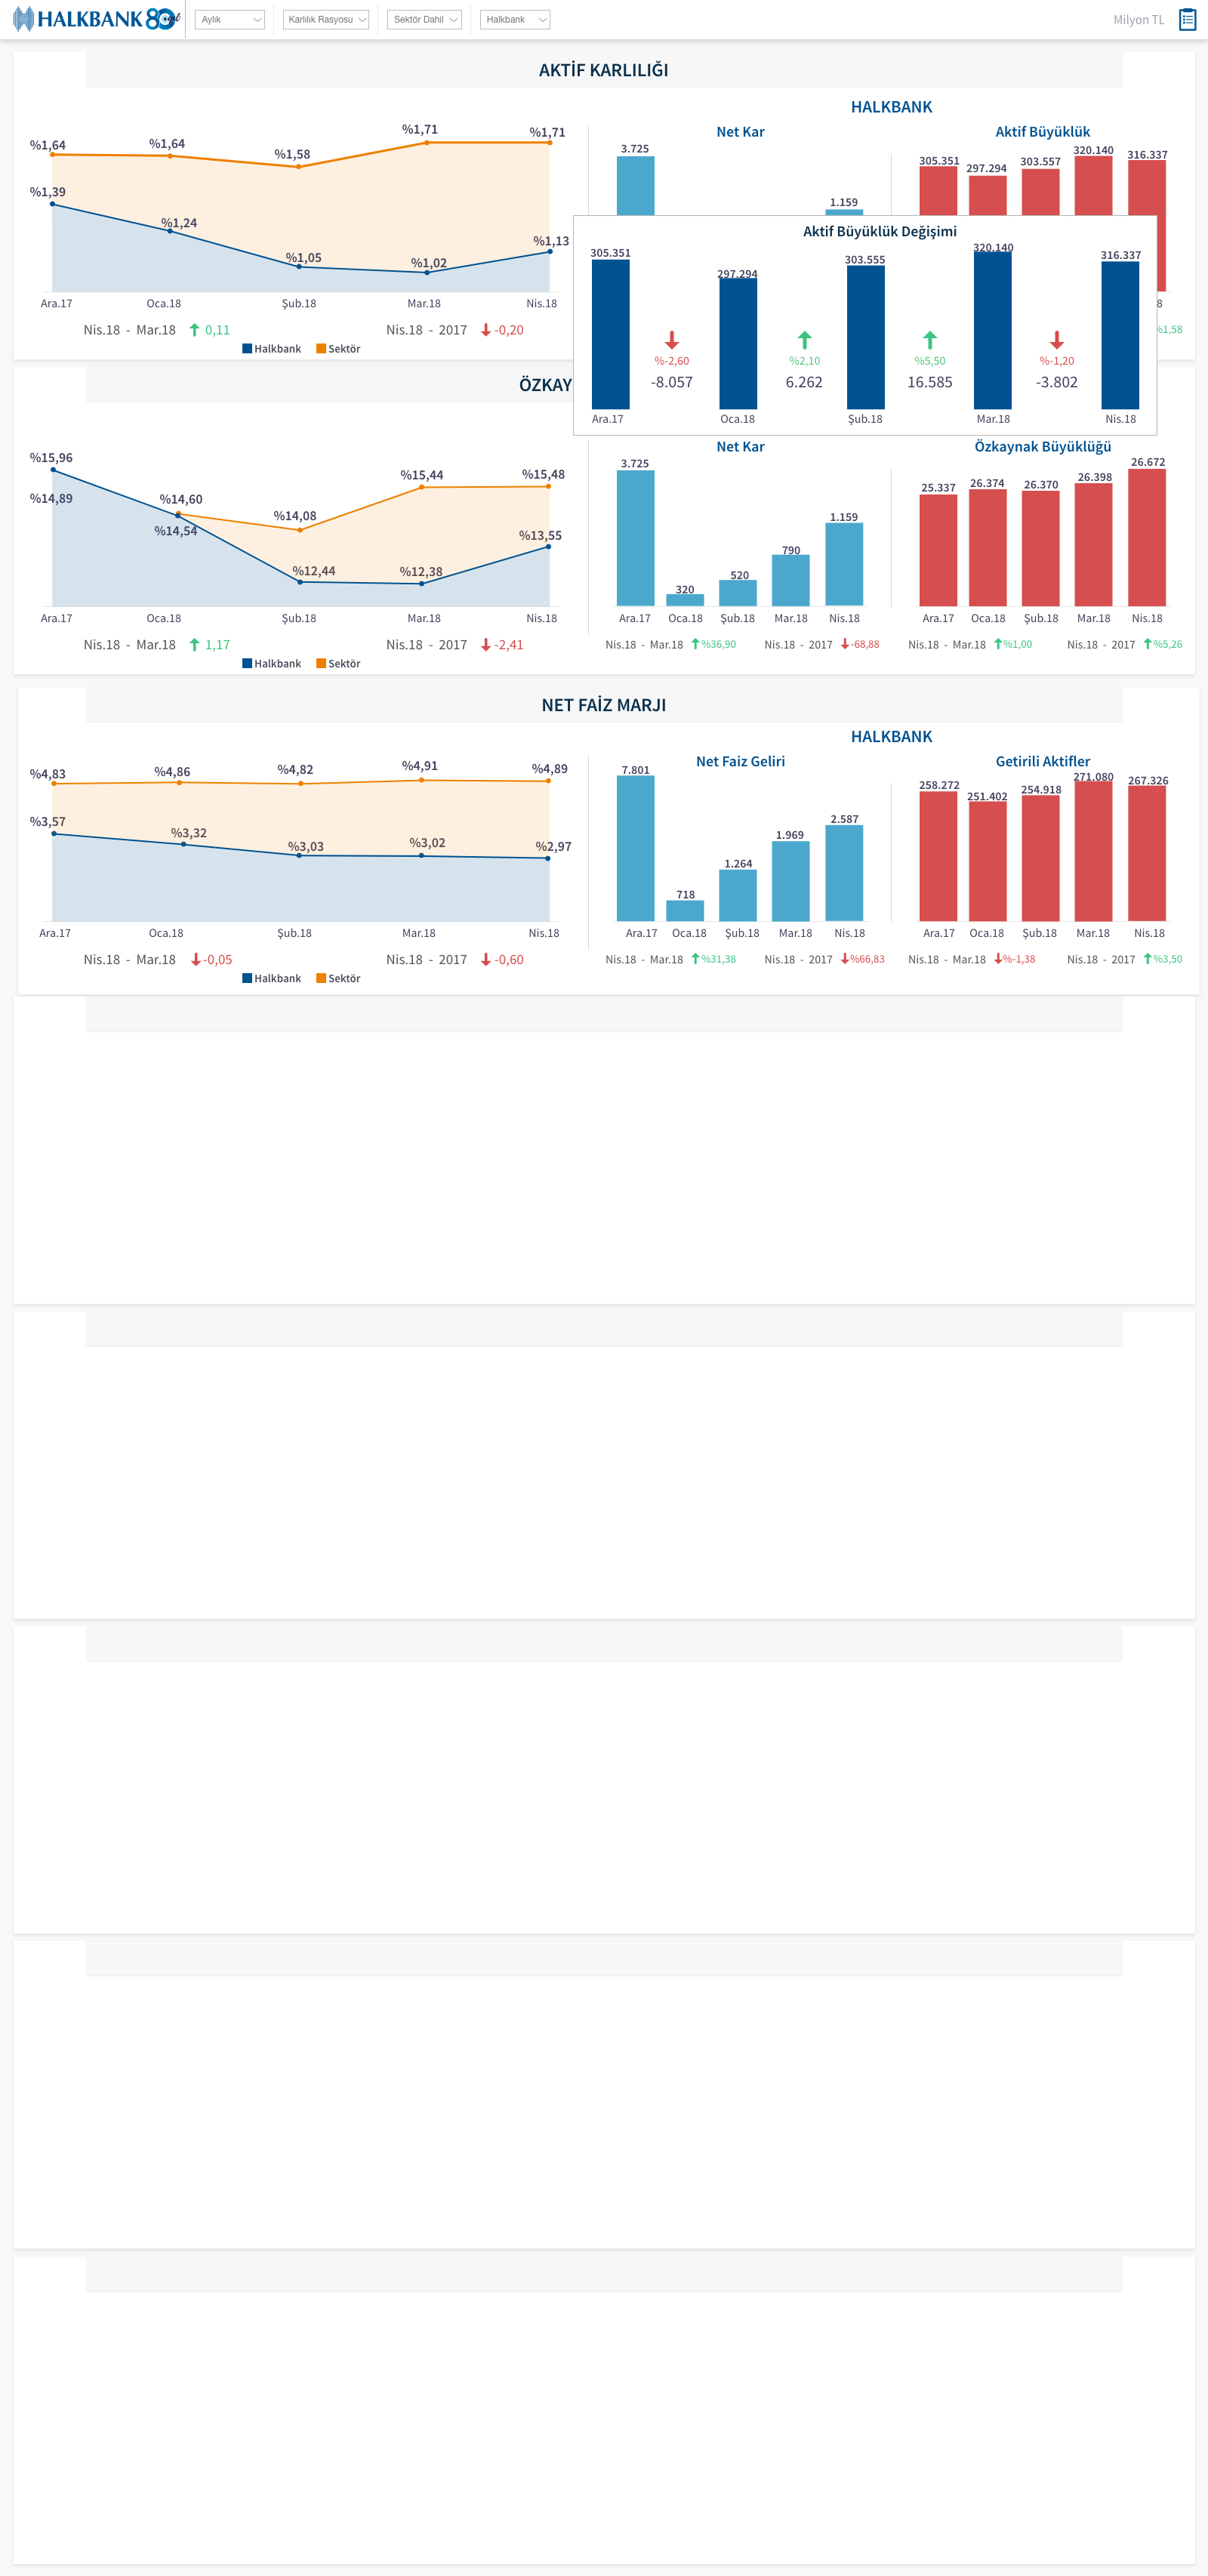 HALKBANK 80.yıl
Aylık
Karlılık Rasyosu
Sektör Dahil
Halkbank
Milyon TL
AKTİF KARLILIĞI
HALKBANK
%1,64 %1,64 %1,58 %1,71 %1,71
%1,39 %1,24 %1,05 %1,02 %1,13
Ara.17 Oca.18 Şub.18 Mar.18 Nis.18
Nis.18 - Mar.18 0,11
Nis.18 - 2017 -0,20
Halkbank Sektör
Net Kar
3.725 1.159
Aktif Büyüklük
305.351 297.294 303.557 320.140 316.337
8
%1,58
Aktif Büyüklük Değişimi
305.351 297.294 303.555 320.140 316.337
%-2,60 %2,10 %5,50 %-1,20
-8.057 6.262 16.585 -3.802
Ara.17 Oca.18 Şub.18 Mar.18 Nis.18
ÖZKAY
%15,96 %14,60 %14,08 %15,44 %15,48
%14,89 %14,54 %12,44 %12,38 %13,55
Ara.17 Oca.18 Şub.18 Mar.18 Nis.18
Nis.18 - Mar.18 1,17
Nis.18 - 2017 -2,41
Halkbank Sektör
Net Kar
3.725 320 520 790 1.159
Ara.17 Oca.18 Şub.18 Mar.18 Nis.18
Nis.18 - Mar.18 %36,90
Nis.18 - 2017 -68,88
Özkaynak Büyüklüğü
25.337 26.374 26.370 26.398 26.672
Ara.17 Oca.18 Şub.18 Mar.18 Nis.18
Nis.18 - Mar.18 %1,00
Nis.18 - 2017 %5,26
NET FAİZ MARJI
HALKBANK
%4,83 %4,86 %4,82 %4,91 %4,89
%3,57 %3,32 %3,03 %3,02 %2,97
Ara.17 Oca.18 Şub.18 Mar.18 Nis.18
Nis.18 - Mar.18 -0,05
Nis.18 - 2017 -0,60
Halkbank Sektör
Net Faiz Geliri
7.801 718 1.264 1.969 2.587
Ara.17 Oca.18 Şub.18 Mar.18 Nis.18
Nis.18 - Mar.18 %31,38
Nis.18 - 2017 %66,83
Getirili Aktifler
258.272 251.402 254.918 271.080 267.326
Ara.17 Oca.18 Şub.18 Mar.18 Nis.18
Nis.18 - Mar.18 %-1,38
Nis.18 - 2017 %3,50